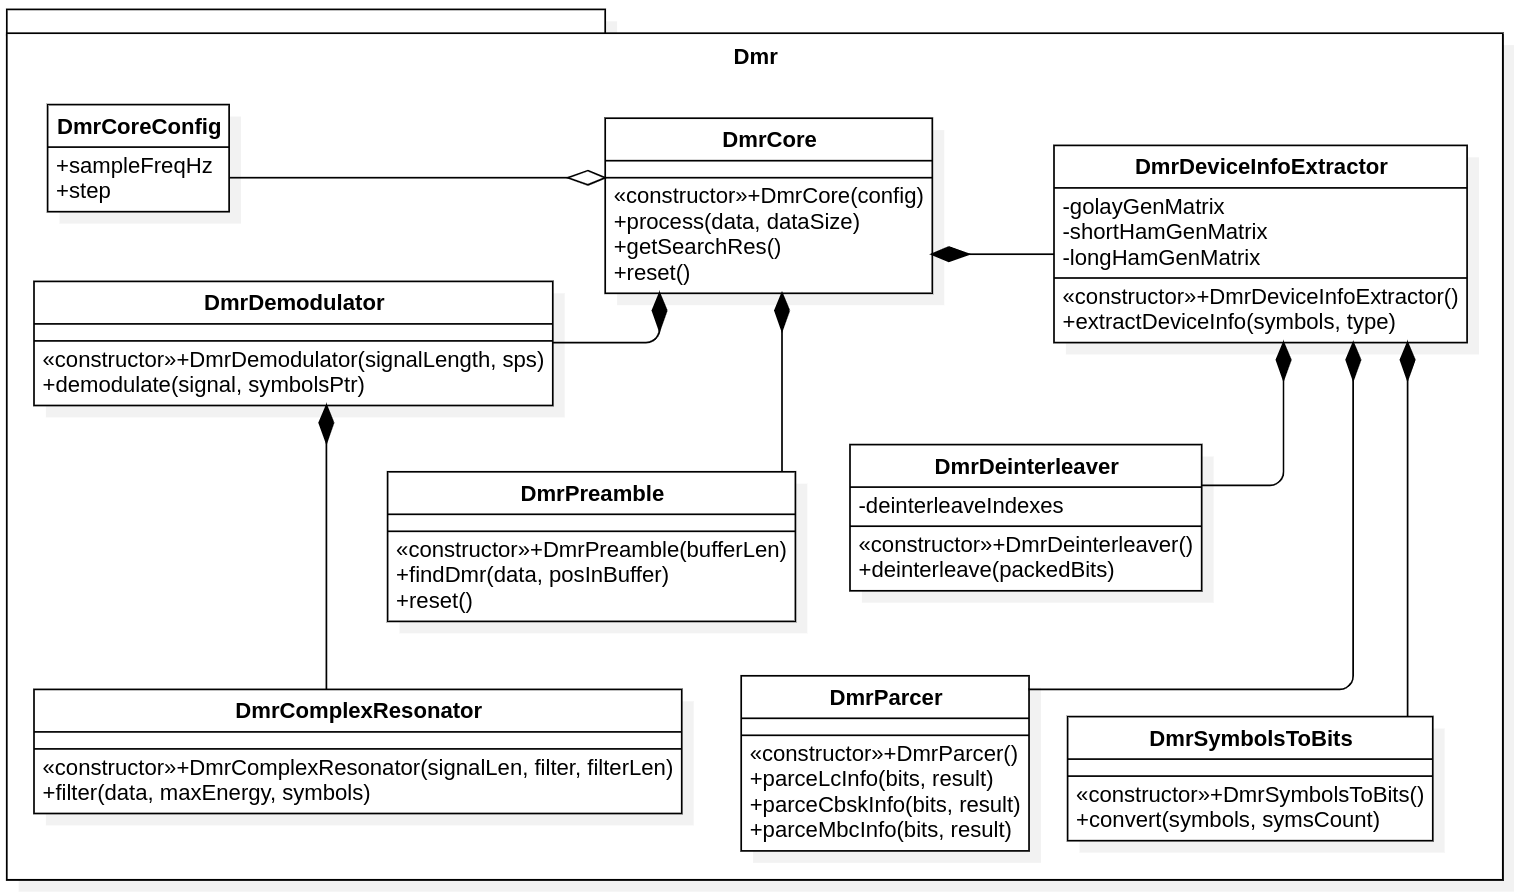 Dmr
DmrCoreConfig
+sampleFreqHz
+step
DmrCore
«constructor»+DmrCore(config)
+process(data, dataSize)
+getSearchRes()
+reset()
DmrDeviceInfoExtractor
-golayGenMatrix
-shortHamGenMatrix
-longHamGenMatrix
«constructor»+DmrDeviceInfoExtractor()
+extractDeviceInfo(symbols, type)
DmrDemodulator
«constructor»+DmrDemodulator(signalLength, sps)
+demodulate(signal, symbolsPtr)
DmrPreamble
«constructor»+DmrPreamble(bufferLen)
+findDmr(data, posInBuffer)
+reset()
DmrDeinterleaver
-deinterleaveIndexes
«constructor»+DmrDeinterleaver()
+deinterleave(packedBits)
DmrComplexResonator
«constructor»+DmrComplexResonator(signalLen, filter, filterLen)
+filter(data, maxEnergy, symbols)
DmrParcer
«constructor»+DmrParcer()
+parceLcInfo(bits, result)
+parceCbskInfo(bits, result)
+parceMbcInfo(bits, result)
DmrSymbolsToBits
«constructor»+DmrSymbolsToBits()
+convert(symbols, symsCount)